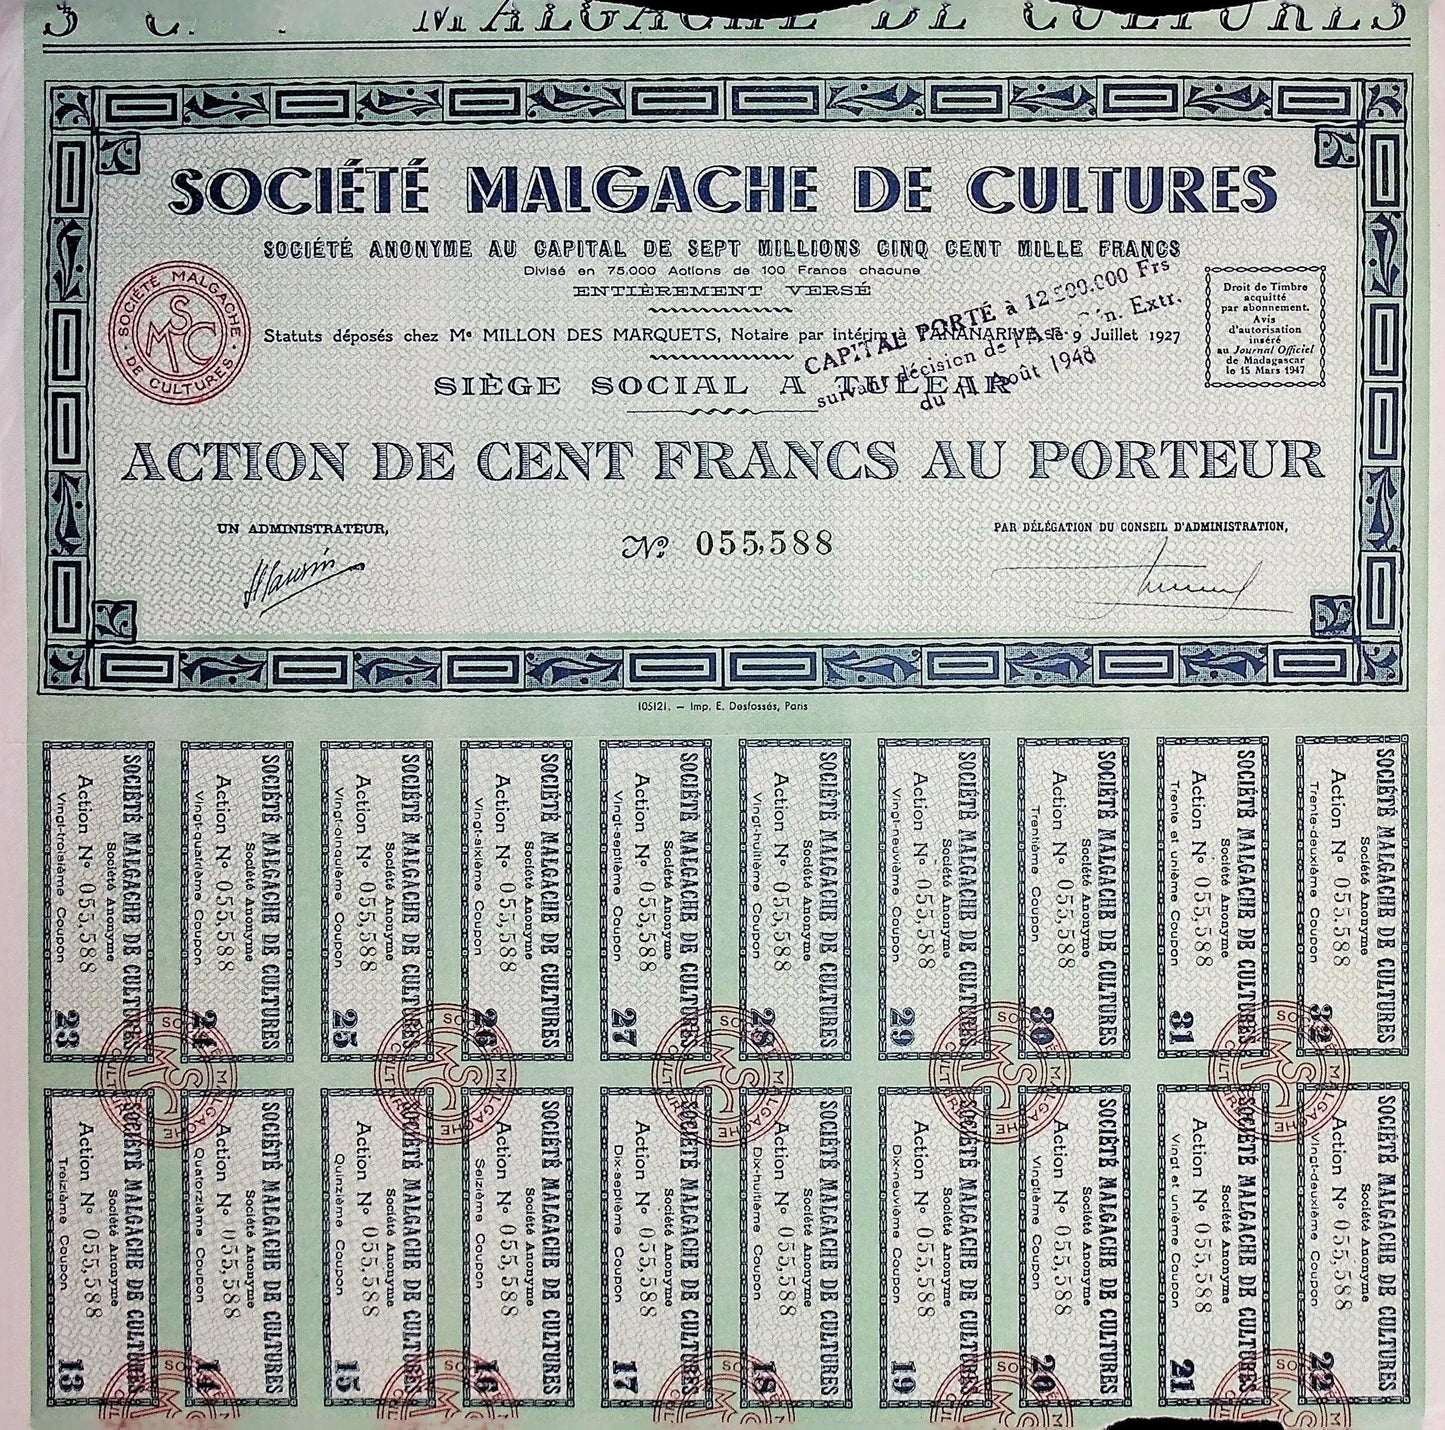 MALGACHE DE CULTURES
SOCIÉTÉ MALGACHE DE CULTURES
SOCIÉTÉ ANONYME AU CAPITAL DE SEPT MILLIONS CINQ CENT MILLE FRANCS
Divisé en 75.000 Actions de 100 Francs chacune
ENTIÈREMENT VERSÉ
Statuts déposés chez Me MILLON DES MARQUETS, Notaire par intérim à TANANARIVE, le 9 Juillet 1927
SIÈGE SOCIAL A TULÉAR
CAPITAL PORTÉ à 12.500.000 Frs
suivant décision de Extr.
du 11 Août 1948
SOCIÉTÉ MALGACHE
SMC
DE CULTURES
Droit de Timbre
acquitté
par abonnement.
Avis
d'autorisation
inséré
au Journal Officiel
de Madagascar
le 15 Mars 1947
ACTION DE CENT FRANCS AU PORTEUR
UN ADMINISTRATEUR,
No 055,588
PAR DÉLÉGATION DU CONSEIL D'ADMINISTRATION,
105121. — Imp. E. Desfossés, Paris
SOCIÉTÉ MALGACHE DE CULTURES
Société Anonyme
Action No 055,588
Vingt-troisième Coupon
23
SOCIÉTÉ MALGACHE DE CULTURES
Société Anonyme
Action No 055,588
Vingt-quatrième Coupon
24
SOCIÉTÉ MALGACHE DE CULTURES
Société Anonyme
Action No 055,588
Vingt-cinquième Coupon
25
SOCIÉTÉ MALGACHE DE CULTURES
Société Anonyme
Action No 055,588
Vingt-sixième Coupon
26
SOCIÉTÉ MALGACHE DE CULTURES
Société Anonyme
Action No 055,588
Vingt-septième Coupon
27
SOCIÉTÉ MALGACHE DE CULTURES
Société Anonyme
Action No 055,588
Vingt-huitième Coupon
28
SOCIÉTÉ MALGACHE DE CULTURES
Société Anonyme
Action No 055,588
Vingt-neuvième Coupon
29
SOCIÉTÉ MALGACHE DE CULTURES
Société Anonyme
Action No 055,588
Trentième Coupon
30
SOCIÉTÉ MALGACHE DE CULTURES
Société Anonyme
Action No 055,588
Trente et unième Coupon
31
SOCIÉTÉ MALGACHE DE CULTURES
Société Anonyme
Action No 055,588
Trente-deuxième Coupon
32
SOCIÉTÉ MALGACHE DE CULTURES
Société Anonyme
Action No 055,588
Treizième Coupon
13
SOCIÉTÉ MALGACHE DE CULTURES
Société Anonyme
Action No 055,588
Quatorzième Coupon
14
SOCIÉTÉ MALGACHE DE CULTURES
Société Anonyme
Action No 055,588
Quinzième Coupon
15
SOCIÉTÉ MALGACHE DE CULTURES
Société Anonyme
Action No 055,588
Seizième Coupon
16
SOCIÉTÉ MALGACHE DE CULTURES
Société Anonyme
Action No 055,588
Dix-septième Coupon
17
SOCIÉTÉ MALGACHE DE CULTURES
Société Anonyme
Action No 055,588
Dix-huitième Coupon
18
SOCIÉTÉ MALGACHE DE CULTURES
Société Anonyme
Action No 055,588
Dix-neuvième Coupon
19
SOCIÉTÉ MALGACHE DE CULTURES
Société Anonyme
Action No 055,588
Vingtième Coupon
20
SOCIÉTÉ MALGACHE DE CULTURES
Société Anonyme
Action No 055,588
Vingt et unième Coupon
21
SOCIÉTÉ MALGACHE DE CULTURES
Société Anonyme
Action No 055,588
Vingt-deuxième Coupon
22